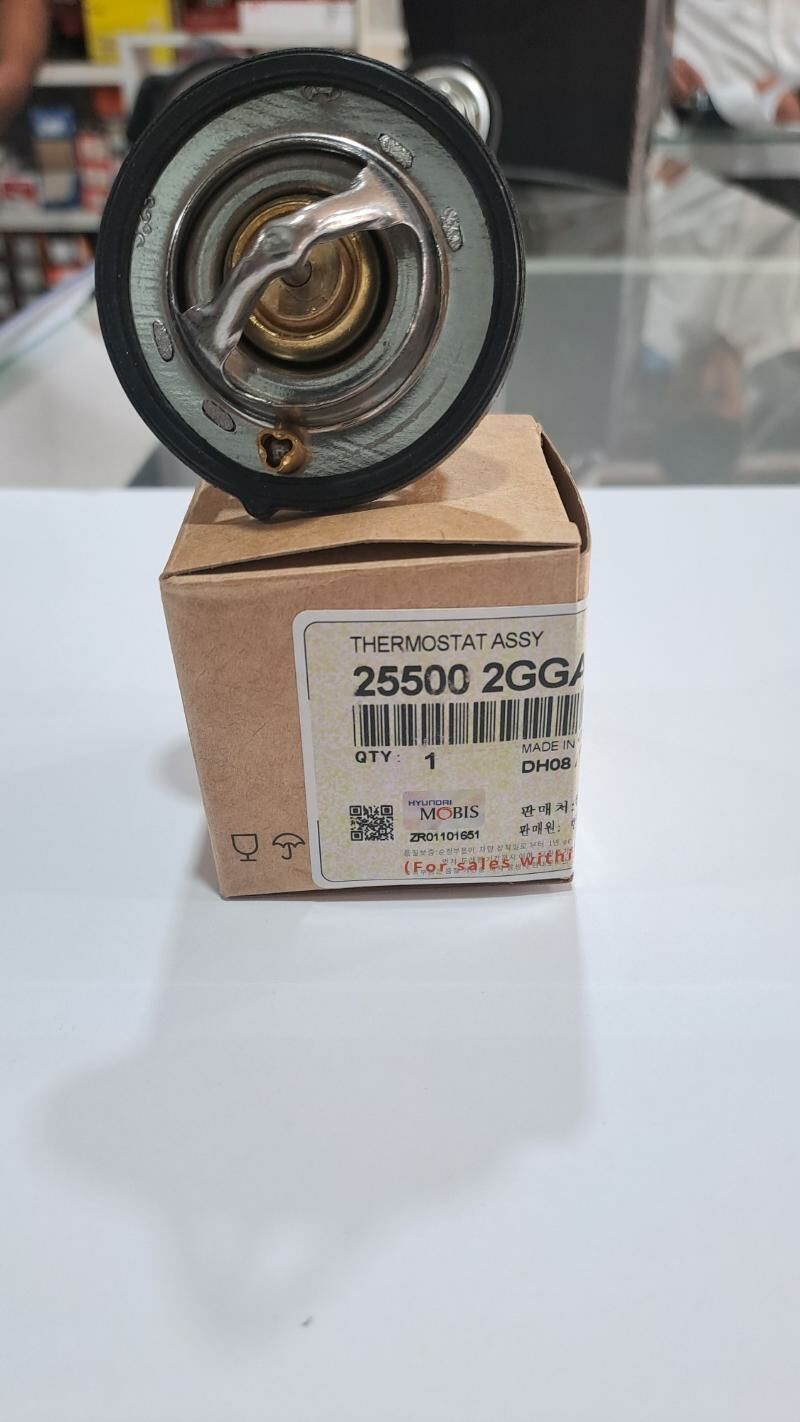 THERMOSTAT ASSY
25500 2GGA
QTY: 1
MADE IN
DH08
HYUNDAI
MOBIS
ZR01101651
판매처:
판매원:
(For sales withi